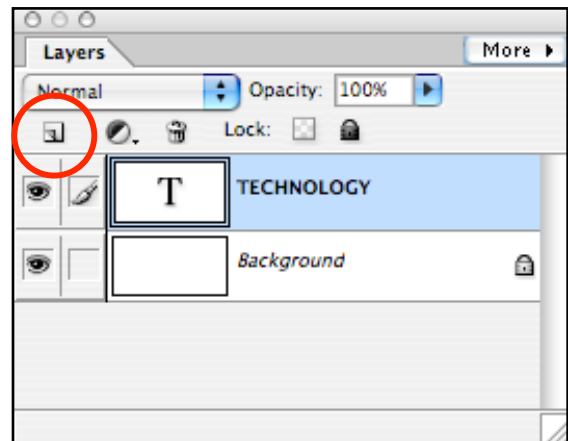 Layers More
Normal Opacity: 100%
Lock:
T TECHNOLOGY
Background